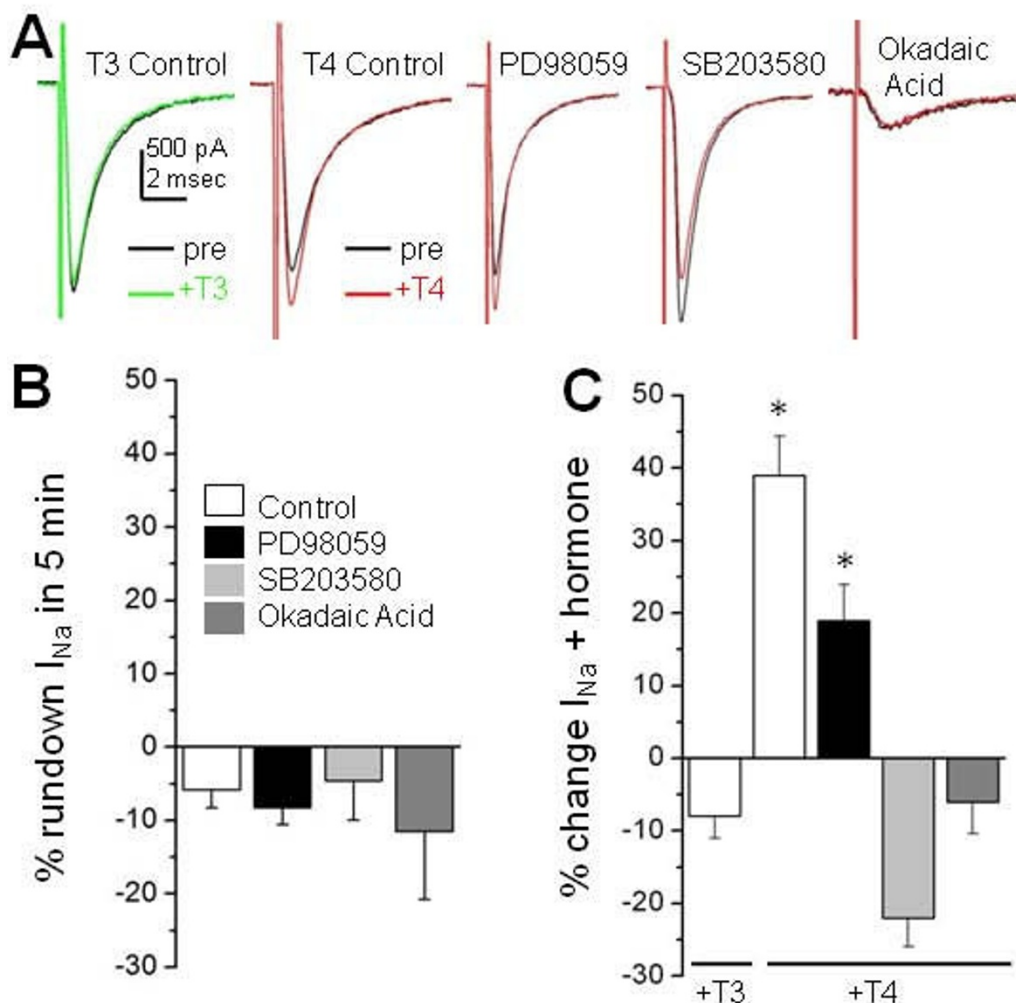 A
T3 Control
T4 Control
PD98059
SB203580
Okadaic
Acid
500 pA
2 msec
pre
+T3
pre
+T4
B
% rundown INa in 5 min
50
40
30
20
10
0
-10
-20
-30
Control
PD98059
SB203580
Okadaic Acid
C
% change INa + hormone
50
40
30
20
10
0
-10
-20
-30
*
*
+T3
+T4